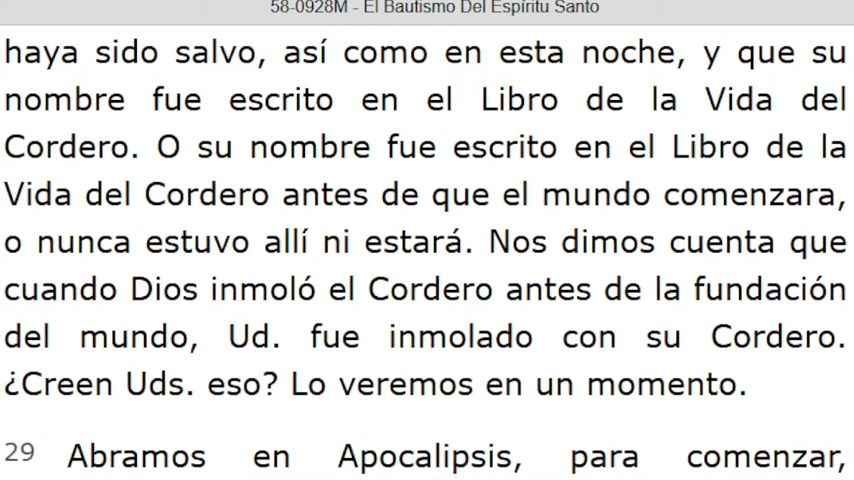 58-0928M - El Bautismo Del Espíritu Santo
haya sido salvo, así como en esta noche, y que su
nombre fue escrito en el Libro de la Vida del
Cordero. O su nombre fue escrito en el Libro de la
Vida del Cordero antes de que el mundo comenzara,
o nunca estuvo allí ni estará. Nos dimos cuenta que
cuando Dios inmoló el Cordero antes de la fundación
del mundo, Ud. fue inmolado con su Cordero.
¿Creen Uds. eso? Lo veremos en un momento.
29 Abramos en Apocalipsis, para comenzar,